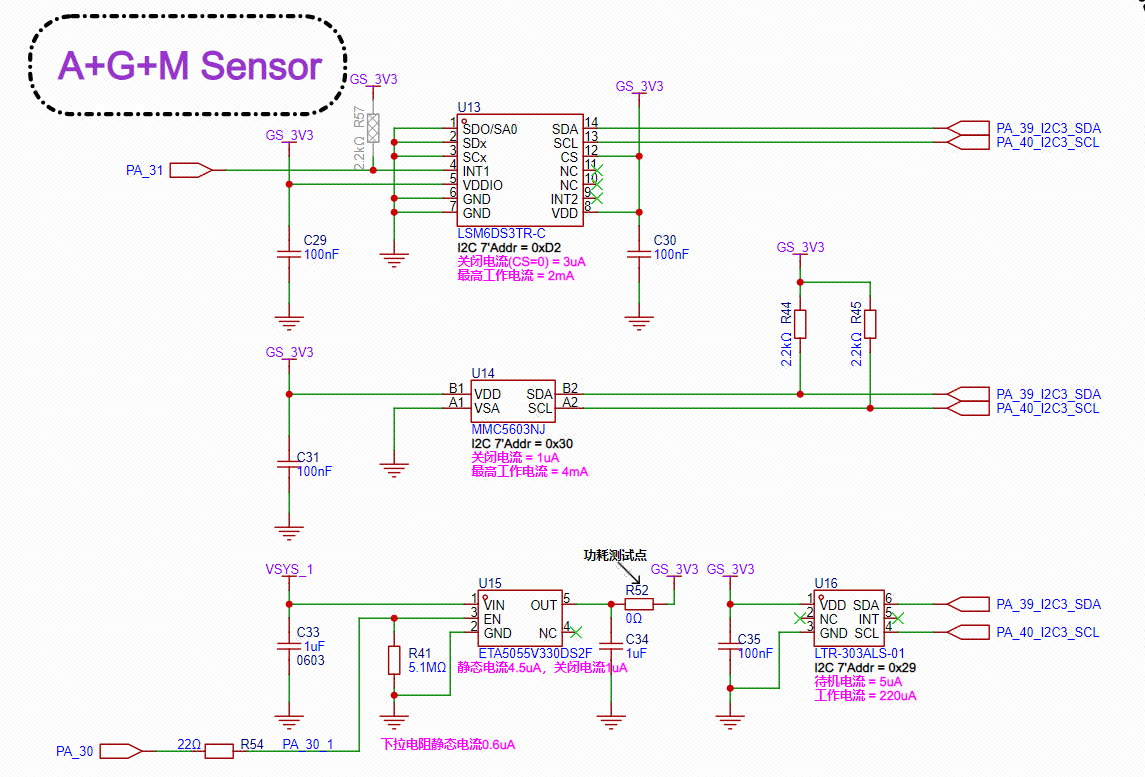 A+G+M Sensor
GS_3V3
GS_3V3
2.2kΩ R57
PA_31
U13
1 SDO/SA0
2 SDx
3 SCx
4 INT1
5 VDDIO
6 GND
7 GND
SDA 14
SCL 13
CS 12
NC 11
NC 10
INT2 9
VDD 8
LSM6DS3TR-C
I2C 7'Addr = 0xD2
关闭电流(CS=0) = 3uA
最高工作电流 = 2mA
GS_3V3
PA_39_I2C3_SDA
PA_40_I2C3_SCL
C29
100nF
C30
100nF
GS_3V3
2.2kΩ R44
2.2kΩ R45
GS_3V3
U14
B1 VDD
A1 VSA
SDA B2
SCL A2
MMC5603NJ
I2C 7'Addr = 0x30
关闭电流 = 1uA
最高工作电流 = 4mA
PA_39_I2C3_SDA
PA_40_I2C3_SCL
C31
100nF
VSYS_1
C33
1uF
0603
U15
1 VIN
3 EN
2 GND
OUT 5
NC 4
ETA5055V330DS2F
静态电流4.5uA，关闭电流1uA
R41
5.1MΩ
功耗测试点
R52
0Ω
GS_3V3
C34
1uF
GS_3V3
C35
100nF
U16
1 VDD
2 NC
3 GND
SDA 6
INT 5
SCL 4
LTR-303ALS-01
I2C 7'Addr = 0x29
待机电流 = 5uA
工作电流 = 220uA
PA_39_I2C3_SDA
PA_40_I2C3_SCL
PA_30
22Ω R54
PA_30_1
下拉电阻静态电流0.6uA